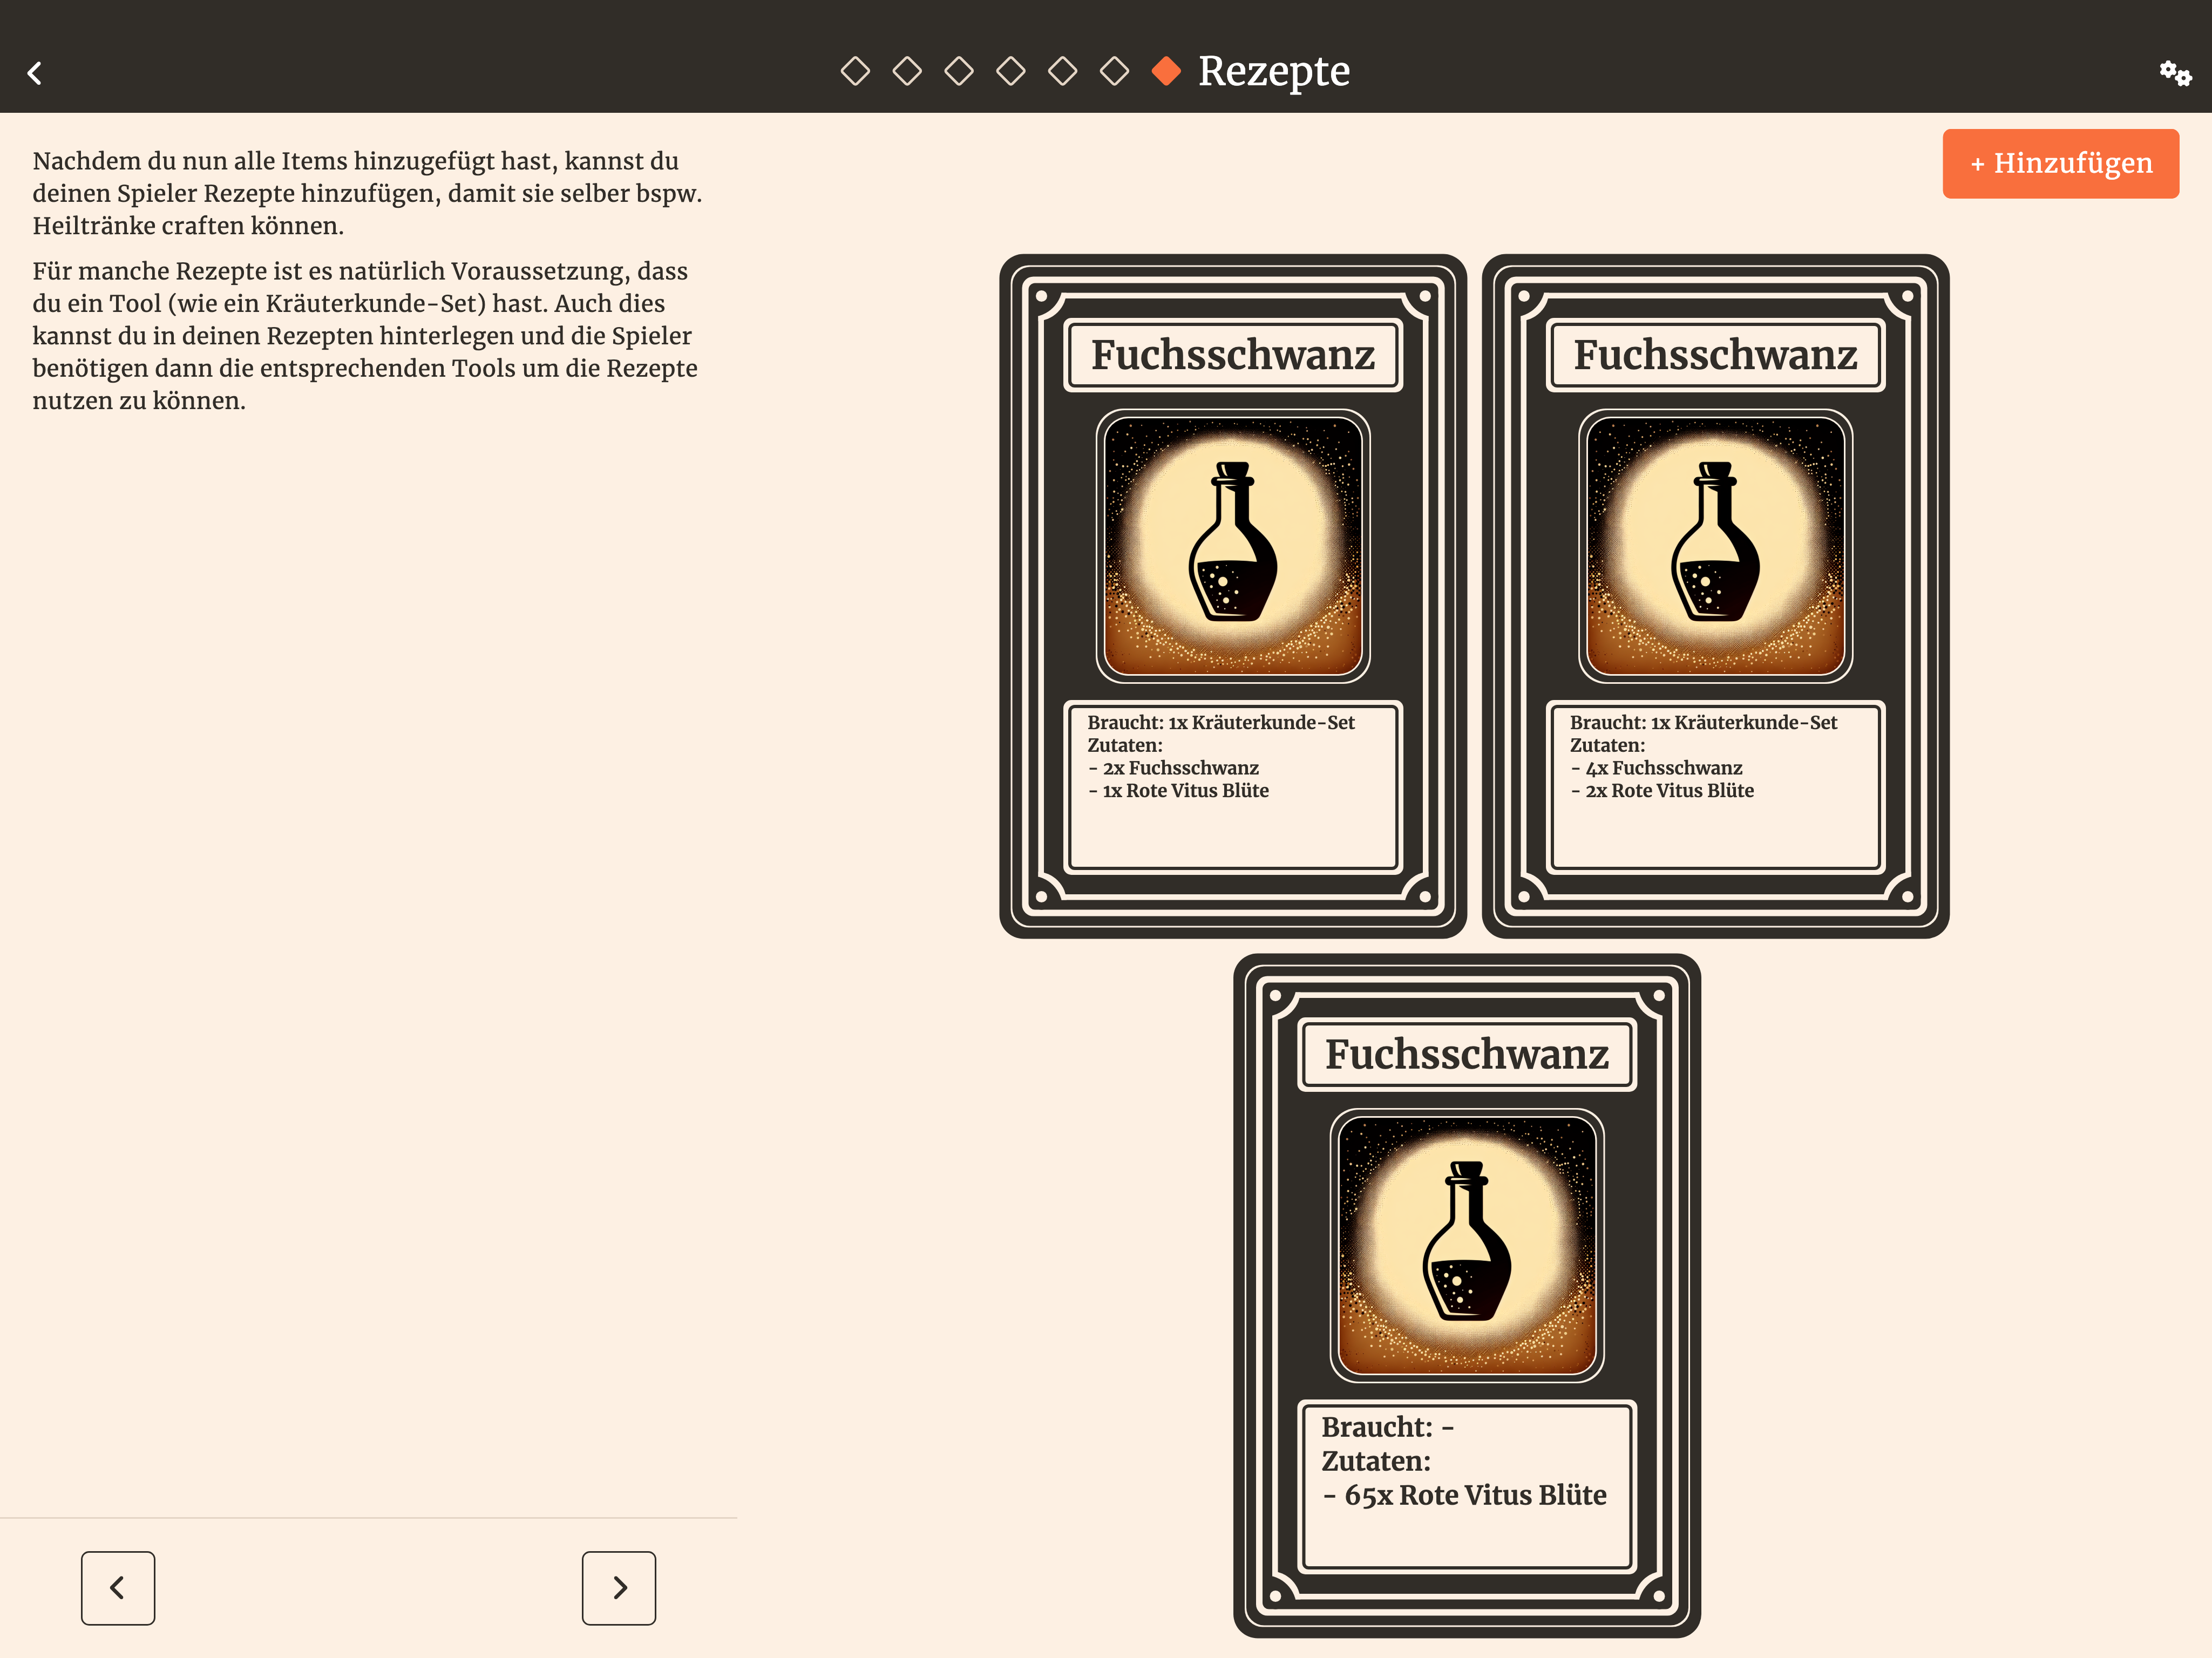 Rezepte
+ Hinzufügen
Nachdem du nun alle Items hinzugefügt hast, kannst du
deinen Spieler Rezepte hinzufügen, damit sie selber bspw.
Heiltränke craften können.
Für manche Rezepte ist es natürlich Voraussetzung, dass
du ein Tool (wie ein Kräuterkunde-Set) hast. Auch dies
kannst du in deinen Rezepten hinterlegen und die Spieler
benötigen dann die entsprechenden Tools um die Rezepte
nutzen zu können.
Fuchsschwanz
Braucht: 1x Kräuterkunde-Set
Zutaten:
- 2x Fuchsschwanz
- 1x Rote Vitus Blüte
Fuchsschwanz
Braucht: 1x Kräuterkunde-Set
Zutaten:
- 4x Fuchsschwanz
- 2x Rote Vitus Blüte
Fuchsschwanz
Braucht: -
Zutaten:
- 65x Rote Vitus Blüte